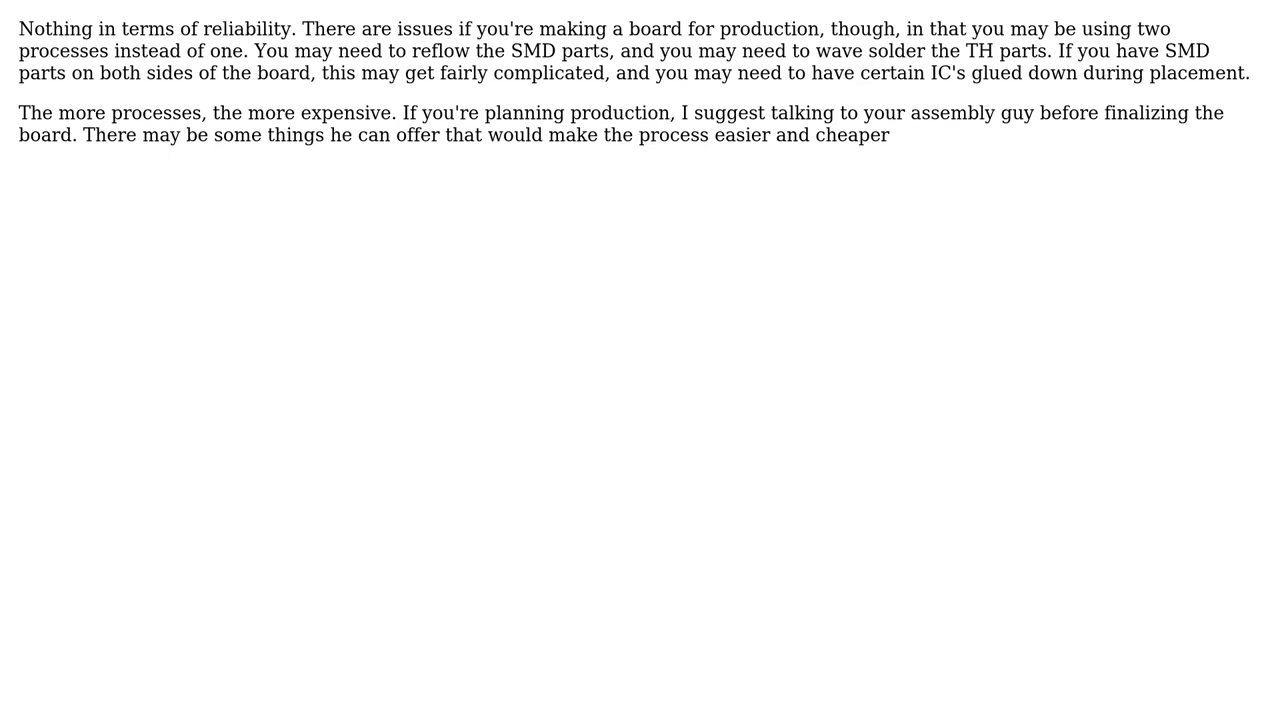 Nothing in terms of reliability. There are issues if you're making a board for production, though, in that you may be using two
processes instead of one. You may need to reflow the SMD parts, and you may need to wave solder the TH parts. If you have SMD
parts on both sides of the board, this may get fairly complicated, and you may need to have certain IC's glued down during placement.
The more processes, the more expensive. If you're planning production, I suggest talking to your assembly guy before finalizing the
board. There may be some things he can offer that would make the process easier and cheaper